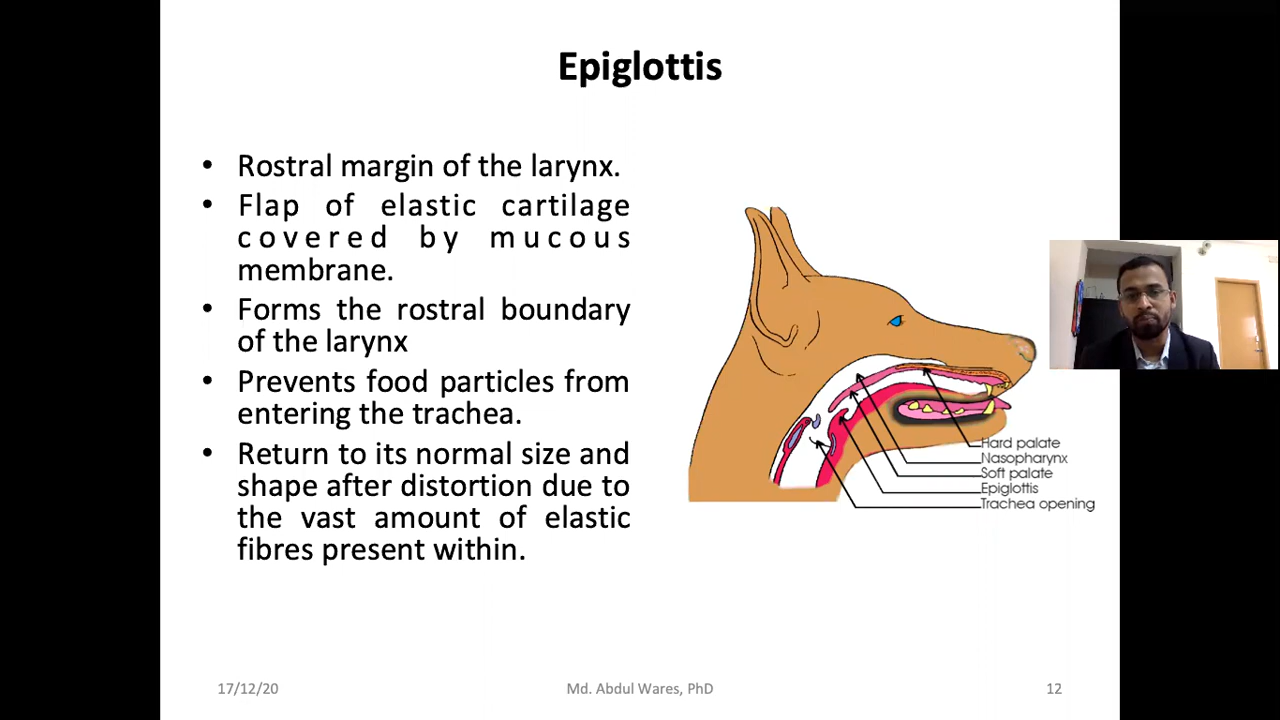 Epiglottis
• Rostral margin of the larynx.
• Flap of elastic cartilage
covered by mucous
membrane.
• Forms the rostral boundary
of the larynx
• Prevents food particles from
entering the trachea.
• Return to its normal size and
shape after distortion due to
the vast amount of elastic
fibres present within.
Hard palate
Nasopharynx
Soft palate
Epiglottis
Trachea opening
17/12/20
Md. Abdul Wares, PhD
12